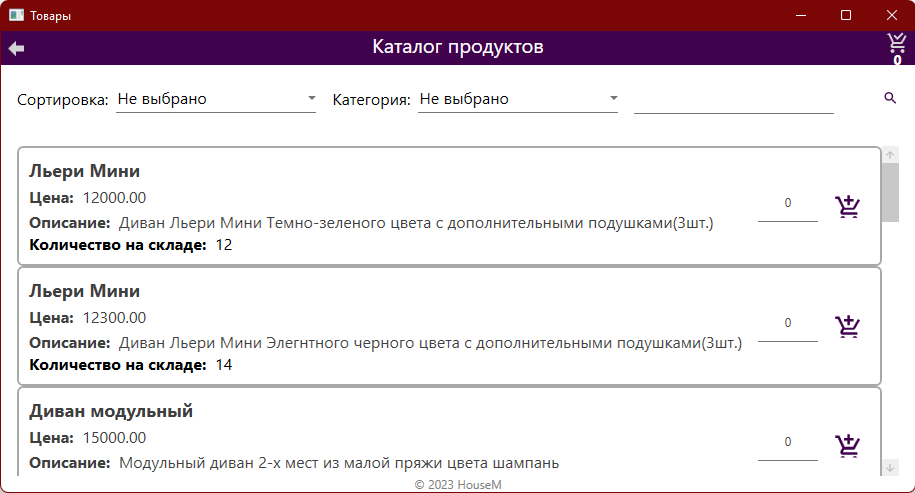 Товары
Каталог продуктов
0
Сортировка: Не выбрано Категория: Не выбрано
Льери Мини
Цена: 12000.00
0
Описание: Диван Льери Мини Темно-зеленого цвета с дополнительными подушками(3шт.)
Количество на складе: 12
Льери Мини
Цена: 12300.00
0
Описание: Диван Льери Мини Элегнтного черного цвета с дополнительными подушками(3шт.)
Количество на складе: 14
Диван модульный
Цена: 15000.00
0
Описание: Модульный диван 2-х мест из малой пряжи цвета шампань
© 2023 HouseM